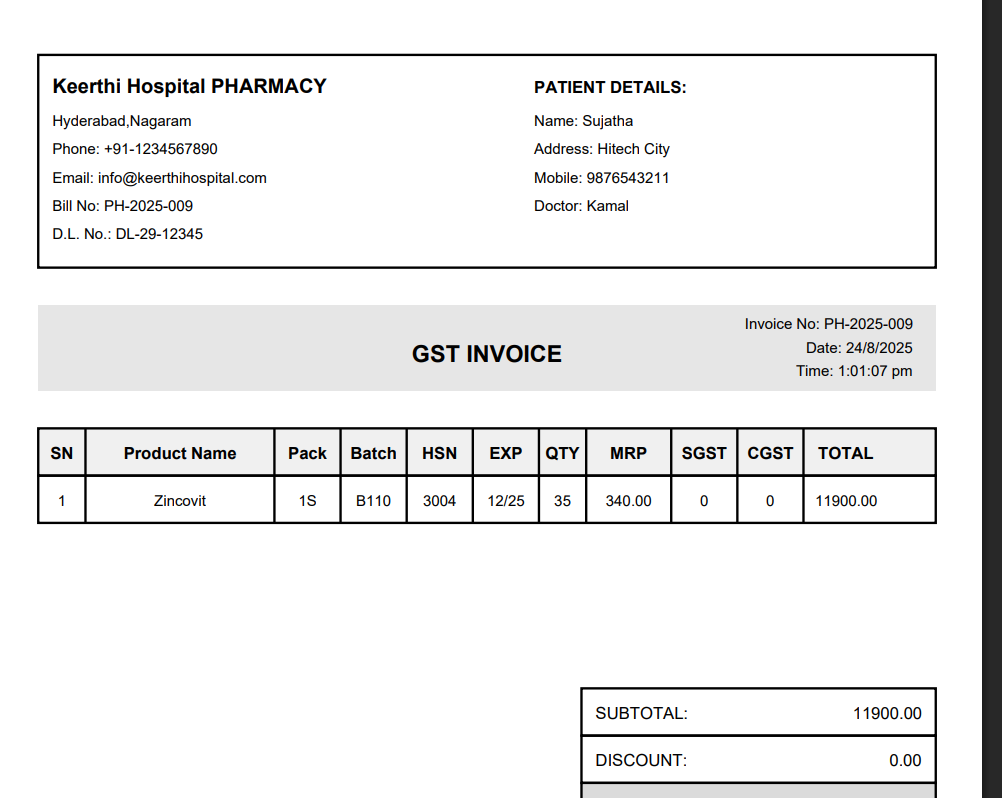 Keerthi Hospital PHARMACY
Hyderabad,Nagaram
Phone: +91-1234567890
Email: info@keerthihospital.com
Bill No: PH-2025-009
D.L. No.: DL-29-12345
PATIENT DETAILS:
Name: Sujatha
Address: Hitech City
Mobile: 9876543211
Doctor: Kamal
GST INVOICE
Invoice No: PH-2025-009
Date: 24/8/2025
Time: 1:01:07 pm
SN Product Name Pack Batch HSN EXP QTY MRP SGST CGST TOTAL
1 Zincovit 1S B110 3004 12/25 35 340.00 0 0 11900.00
SUBTOTAL: 11900.00
DISCOUNT: 0.00